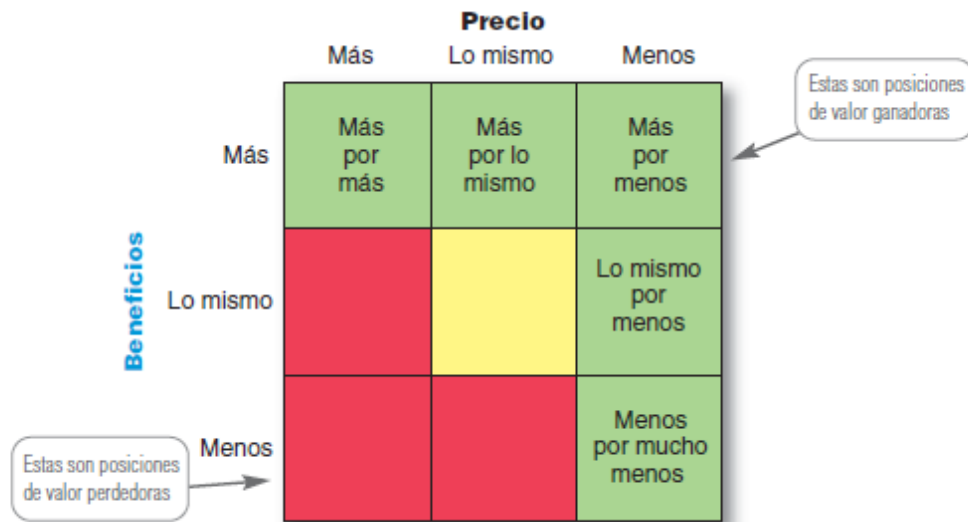 Precio
Más
Lo mismo
Menos
Estas son posiciones
de valor ganadoras
Más
Más
por
más
Más
por lo
mismo
Más
por
menos
Beneficios
Lo mismo
Lo mismo
por
menos
Menos
Menos
por mucho
menos
Estas son posiciones
de valor perdedoras